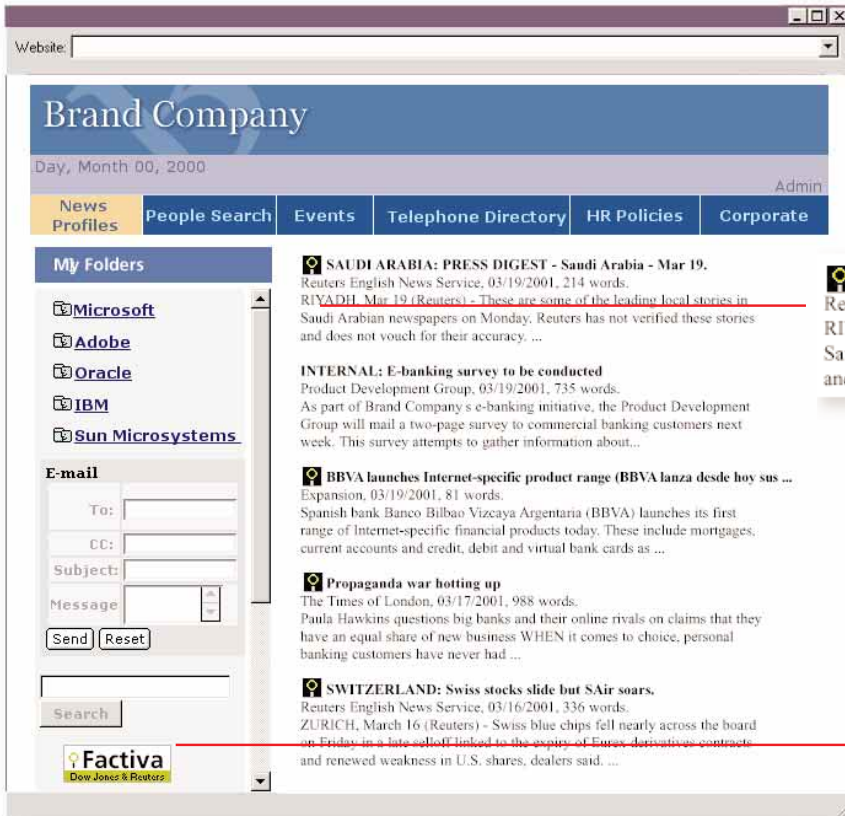 Website:
Brand Company
Day, Month 00, 2000
Admin
News Profiles
People Search
Events
Telephone Directory
HR Policies
Corporate
My Folders
Microsoft
Adobe
Oracle
IBM
Sun Microsystems
E-mail
To:
CC:
Subject:
Message
Send Reset
Search
Factiva
Dow Jones & Reuters
SAUDI ARABIA: PRESS DIGEST - Saudi Arabia - Mar 19.
Reuters English News Service, 03/19/2001, 214 words.
RIYADH, Mar 19 (Reuters) - These are some of the leading local stories in
Saudi Arabian newspapers on Monday. Reuters has not verified these stories
and does not vouch for their accuracy. ...
INTERNAL: E-banking survey to be conducted
Product Development Group, 03/19/2001, 735 words.
As part of Brand Company s e-banking initiative, the Product Development
Group will mail a two-page survey to commercial banking customers next
week. This survey attempts to gather information about...
BBVA launches Internet-specific product range (BBVA lanza desde hoy sus ...
Expansion, 03/19/2001, 81 words.
Spanish bank Banco Bilbao Vizcaya Argentaria (BBVA) launches its first
range of Internet-specific financial products today. These include mortgages,
current accounts and credit, debit and virtual bank cards as ...
Propaganda war hotting up
The Times of London, 03/17/2001, 988 words.
Paula Hawkins questions big banks and their online rivals on claims that they
have an equal share of new business WHEN it comes to choice, personal
banking customers have never had ...
SWITZERLAND: Swiss stocks slide but SAir soars.
Reuters English News Service, 03/16/2001, 336 words.
ZURICH, March 16 (Reuters) - Swiss blue chips fell nearly across the board
on Friday in a late selloff linked to the expiry of Eurex derivatives contracts
and renewed weakness in U.S. shares, dealers said. ...
Re
RI
Sa
an